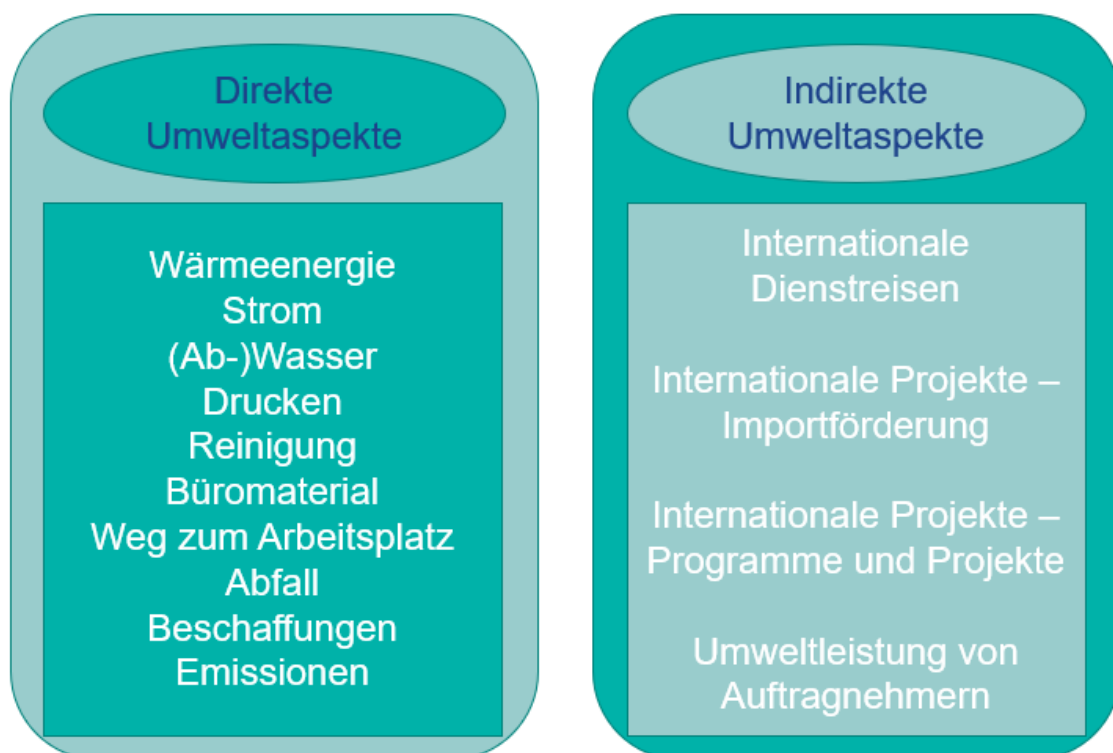 Direkte
Umweltaspekte
Wärmeenergie
Strom
(Ab-)Wasser
Drucken
Reinigung
Büromaterial
Weg zum Arbeitsplatz
Abfall
Beschaffungen
Emissionen
Indirekte
Umweltaspekte
Internationale
Dienstreisen
Internationale Projekte –
Importförderung
Internationale Projekte –
Programme und Projekte
Umweltleistung von
Auftragnehmern